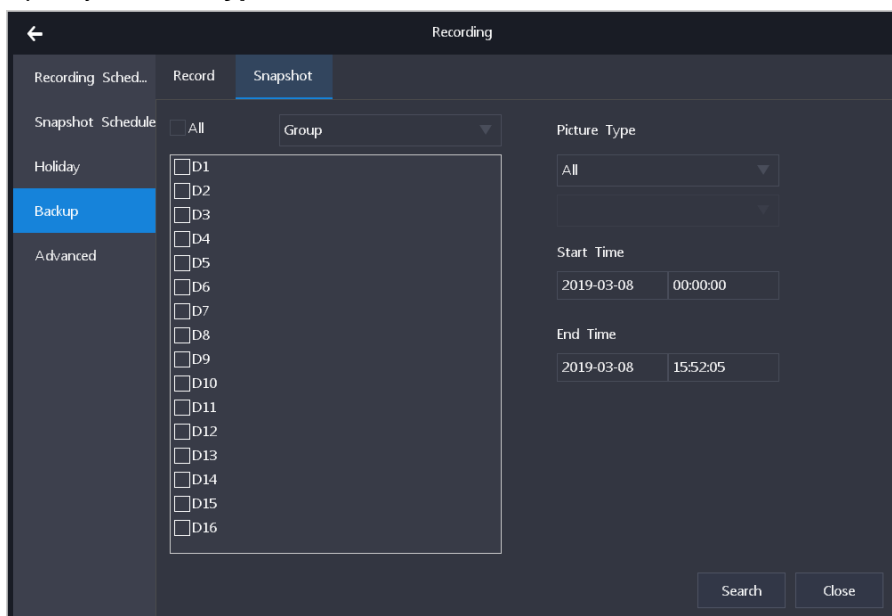 Recording
Recording Sched...
Snapshot Schedule
Holiday
Backup
Advanced
Record Snapshot
All Group
D1
D2
D3
D4
D5
D6
D7
D8
D9
D10
D11
D12
D13
D14
D15
D16
Picture Type
All
Start Time
2019-03-08 00:00:00
End Time
2019-03-08 15:52:05
Search Close